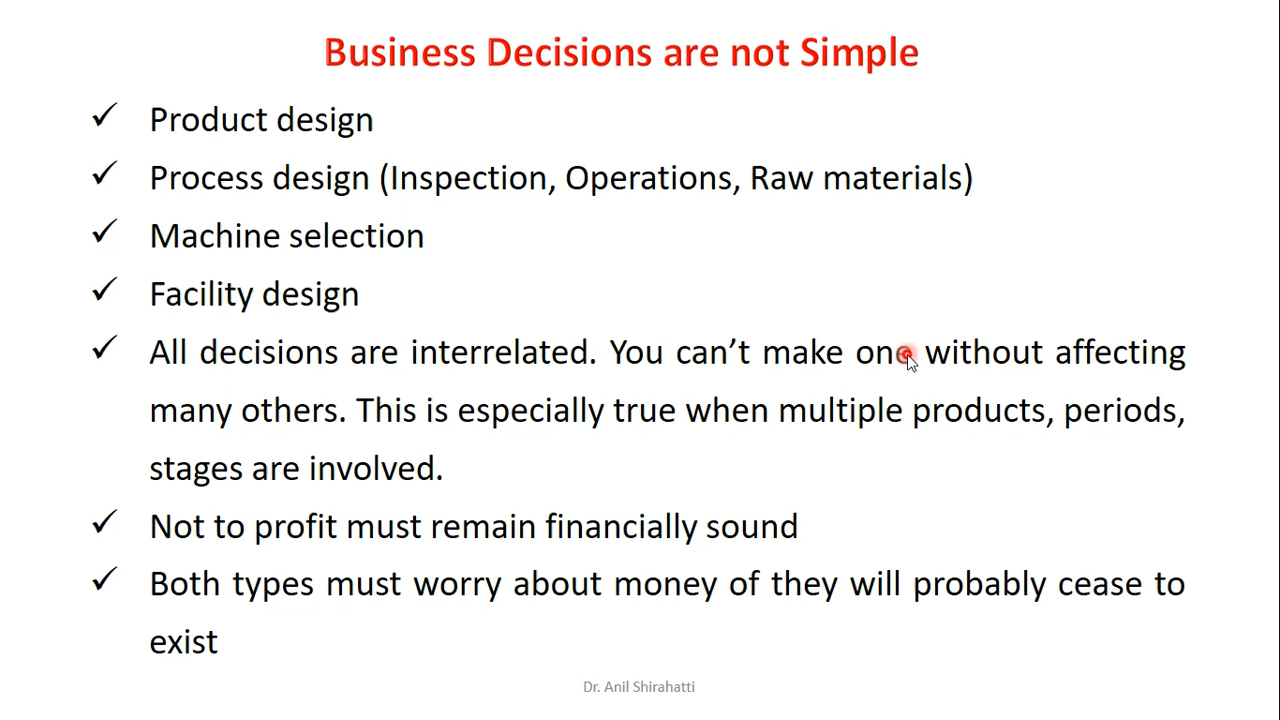 Business Decisions are not Simple
✓ Product design
✓ Process design (Inspection, Operations, Raw materials)
✓ Machine selection
✓ Facility design
✓ All decisions are interrelated. You can’t make one without affecting
many others. This is especially true when multiple products, periods,
stages are involved.
✓ Not to profit must remain financially sound
✓ Both types must worry about money of they will probably cease to
exist
Dr. Anil Shirahatti